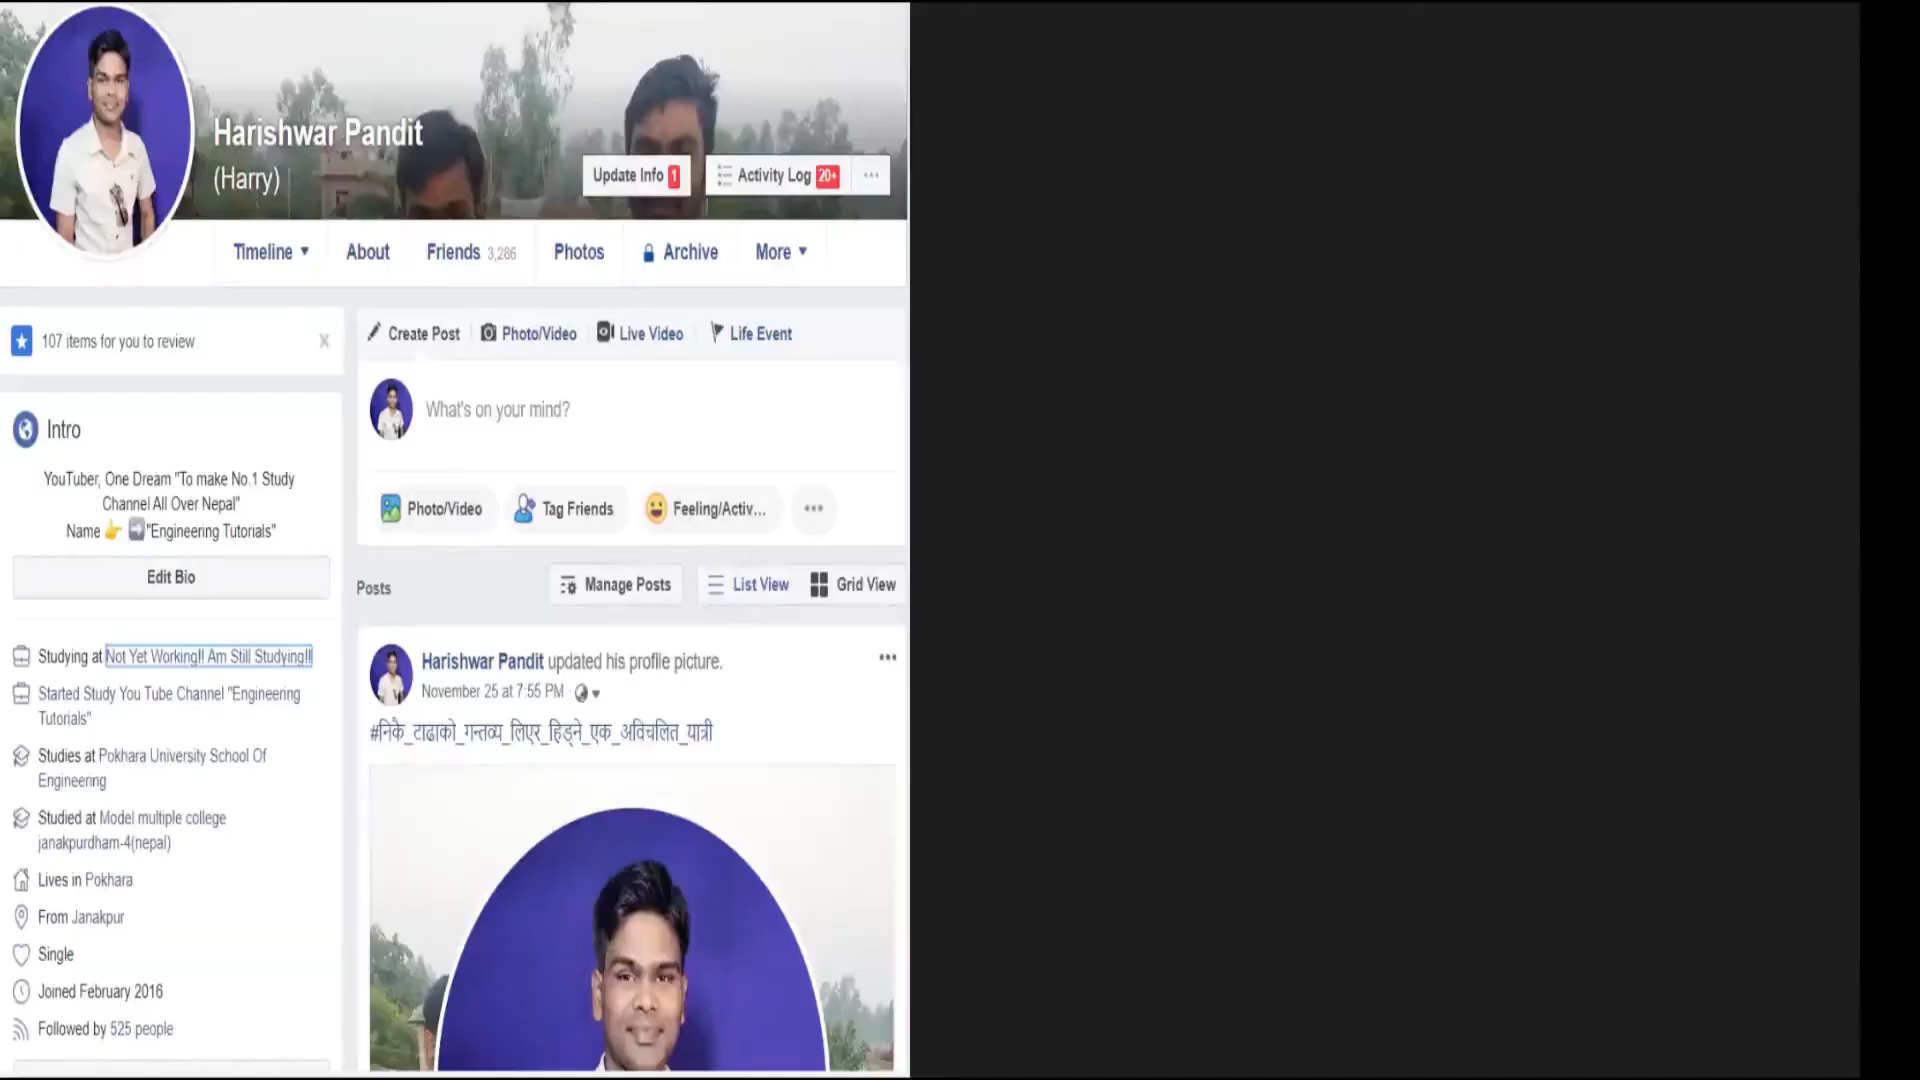 Harishwar Pandit
(Harry)
Update Info 1
Activity Log 20+
Timeline
About
Friends 3,286
Photos
Archive
More
107 items for you to review
Create Post
Photo/Video
Live Video
Life Event
What's on your mind?
Intro
YouTuber, One Dream "To make No.1 Study
Channel All Over Nepal"
Name "Engineering Tutorials"
Edit Bio
Photo/Video
Tag Friends
Feeling/Activ...
Posts
Manage Posts
List View
Grid View
Studying at Not Yet Working!! Am Still Studying!!
Started Study You Tube Channel "Engineering
Tutorials"
Studies at Pokhara University School Of
Engineering
Studied at Model multiple college
janakpurdham-4(nepal)
Lives in Pokhara
From Janakpur
Single
Joined February 2016
Followed by 525 people
Harishwar Pandit updated his profile picture.
November 25 at 7:55 PM
#निकै_टाढाको_गन्तव्य_लिएर_हिड्ने_एक_अविचलित_यात्री